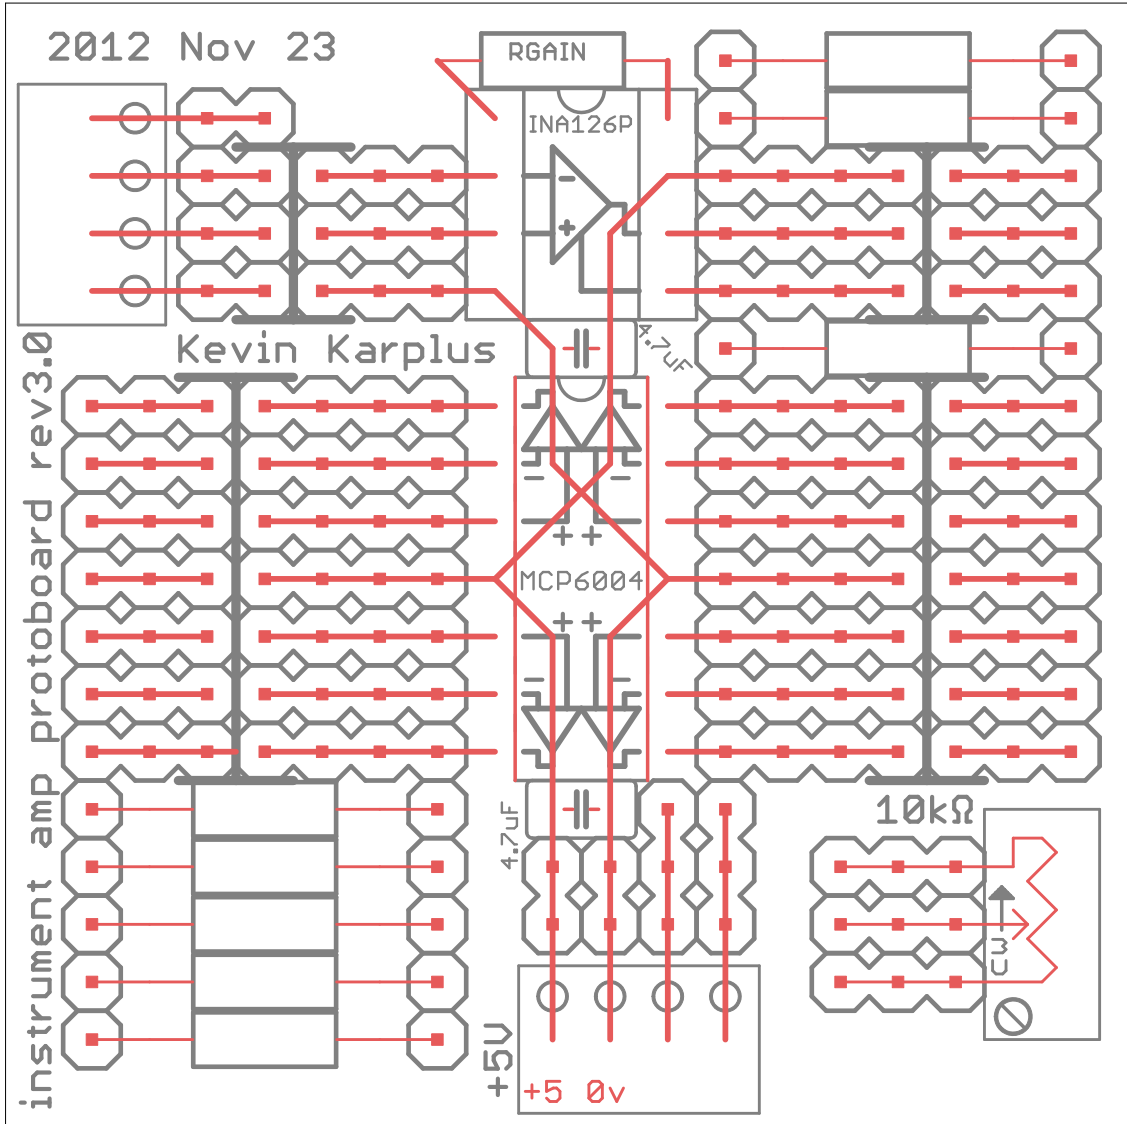 2012 Nov 23
RGAIN
INA126P
-
+
4.7uF
Kevin Karplus
instrument amp protoboard rev3.0
- -
+ +
MCP6004
+ +
- -
4.7uF
10kΩ
CW
+5V
+5 0v